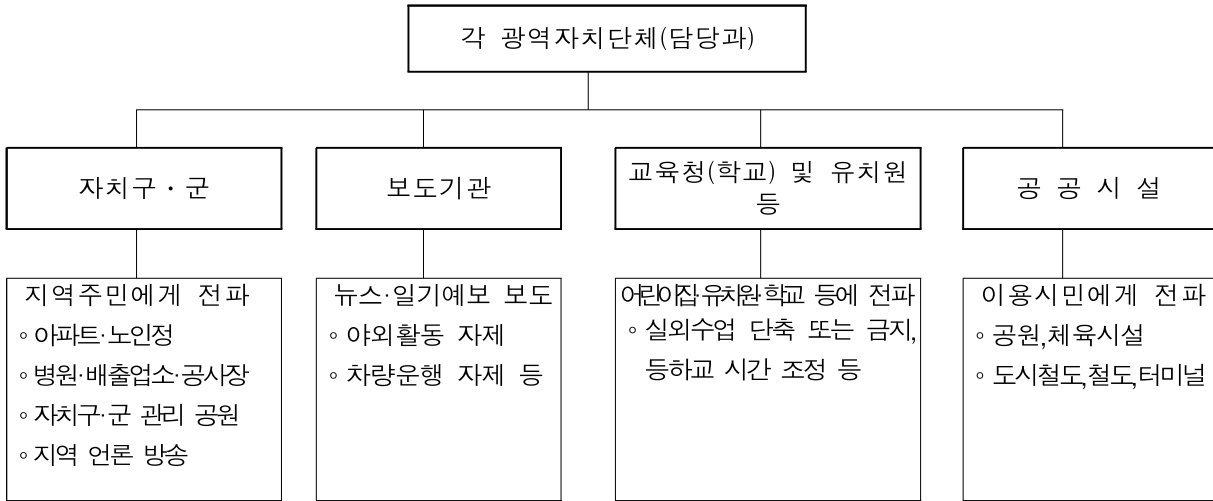 각 광역자치단체(담당과)
자치구·군
보도기관
교육청(학교) 및 유치원
등
공 공 시 설
지역주민에게 전파
◦ 아파트·노인정
◦ 병원·배출업소·공사장
◦ 자치구·군 관리 공원
◦ 지역 언론 방송
뉴스·일기예보 보도
◦ 야외활동 자제
◦ 차량운행 자제 등
어린이집·유치원·학교 등에 전파
◦ 실외수업 단축 또는 금지,
등하교 시간 조정 등
이용시민에게 전파
◦ 공원,체육시설
◦ 도시철도,철도,터미널